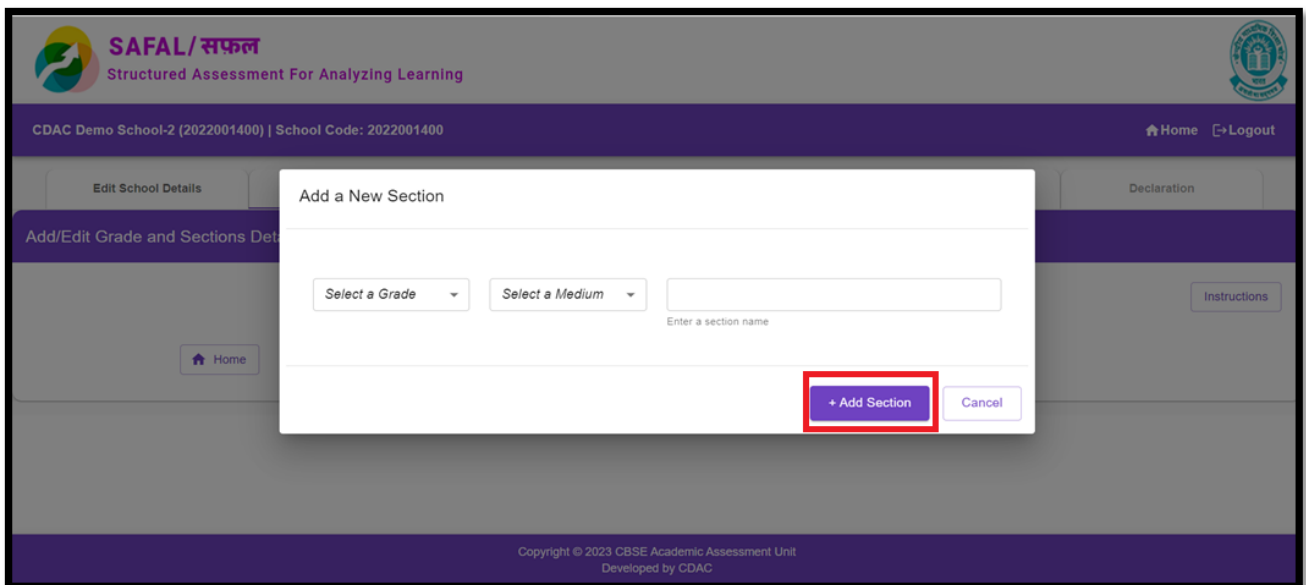 SAFAL/सफ़ल
Structured Assessment For Analyzing Learning
CDAC Demo School-2 (2022001400) | School Code: 2022001400
Home Logout
Edit School Details
Declaration
Add a New Section
Add/Edit Grade and Sections Deta
Select a Grade
Select a Medium
Enter a section name
Instructions
Home
+ Add Section
Cancel
Copyright © 2023 CBSE Academic Assessment Unit
Developed by CDAC